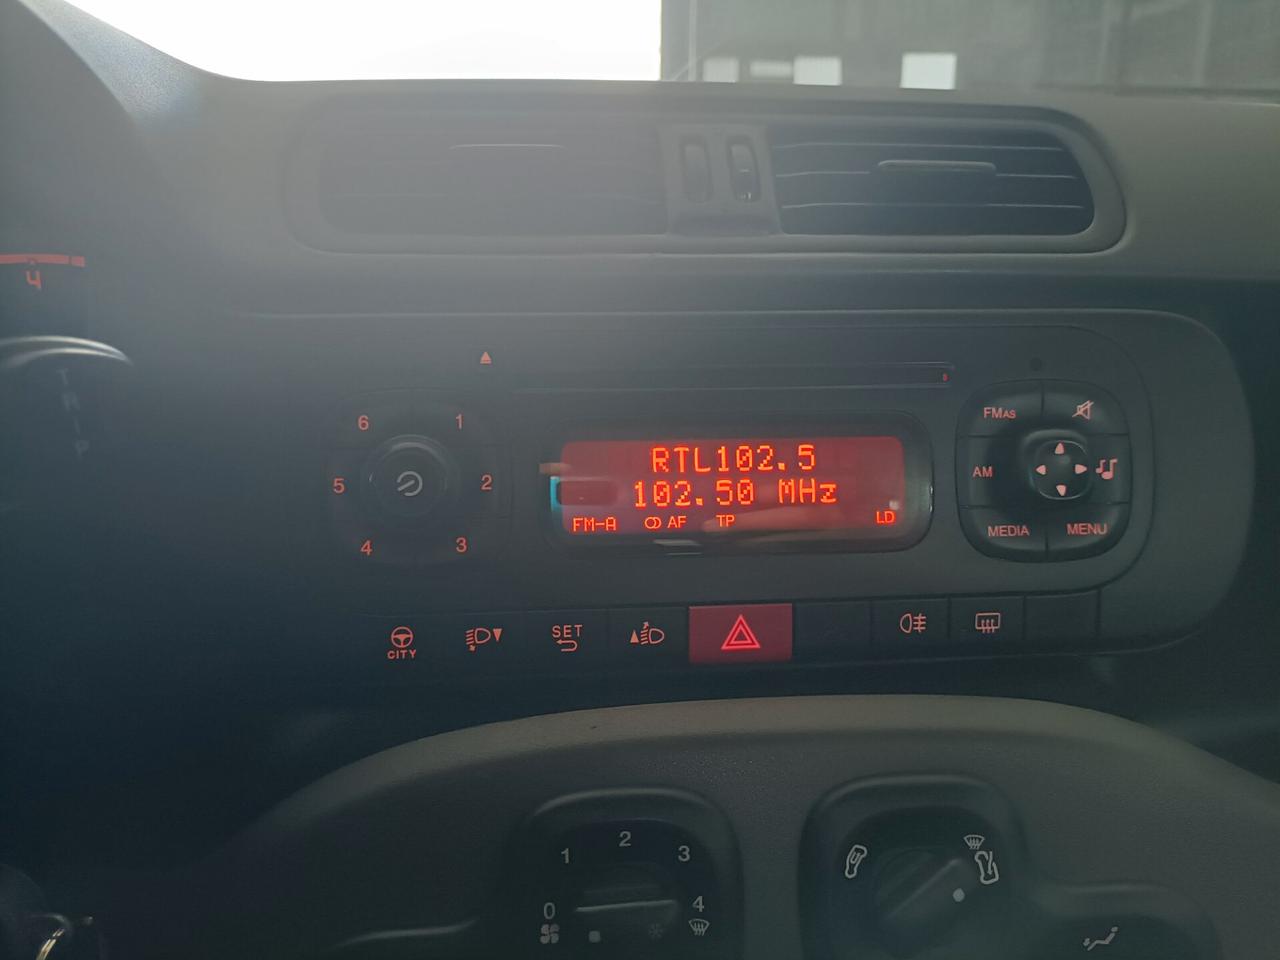 4
6 1
5 2
4 3
RTL102.5
102.50 MHz
FM-A AF TP LD
FMAS
AM
MEDIA MENU
CITY
SET
1 2 3
0 4